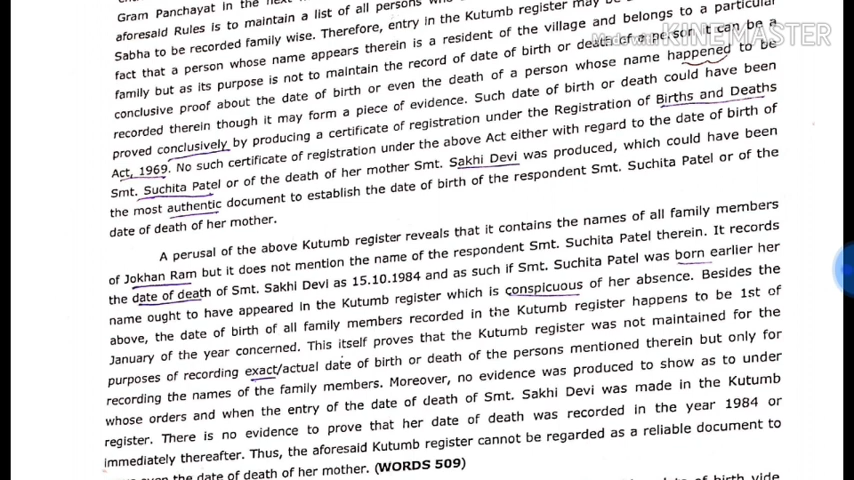 Gram Panchayat in the next
aforesaid Rules is to maintain a list of all persons who
Sabha to be recorded family wise. Therefore, entry in the Kutumb register may be
fact that a person whose name appears therein is a resident of the village and belongs to a particular
family but as its purpose is not to maintain the record of date of birth or death of a person it can be a
conclusive proof about the date of birth or even the death of a person whose name happened to be
recorded therein though it may form a piece of evidence. Such date of birth or death could have been
proved conclusively by producing a certificate of registration under the Registration of Births and Deaths
Act, 1969. No such certificate of registration under the above Act either with regard to the date of birth of
Smt. Suchita Patel or of the death of her mother Smt. Sakhi Devi was produced, which could have been
the most authentic document to establish the date of birth of the respondent Smt. Suchita Patel or of the
date of death of her mother.
A perusal of the above Kutumb register reveals that it contains the names of all family members
of Jokhan Ram but it does not mention the name of the respondent Smt. Suchita Patel therein. It records
the date of death of Smt. Sakhi Devi as 15.10.1984 and as such if Smt. Suchita Patel was born earlier her
name ought to have appeared in the Kutumb register which is conspicuous of her absence. Besides the
above, the date of birth of all family members recorded in the Kutumb register happens to be 1st of
January of the year concerned. This itself proves that the Kutumb register was not maintained for the
purposes of recording exact/actual date of birth or death of the persons mentioned therein but only for
recording the names of the family members. Moreover, no evidence was produced to show as to under
whose orders and when the entry of the date of death of Smt. Sakhi Devi was made in the Kutumb
register. There is no evidence to prove that her date of death was recorded in the year 1984 or
immediately thereafter. Thus, the aforesaid Kutumb register cannot be regarded as a reliable document to
even the date of death of her mother. (WORDS 509)
of birth vide
Made with KINEMASTER